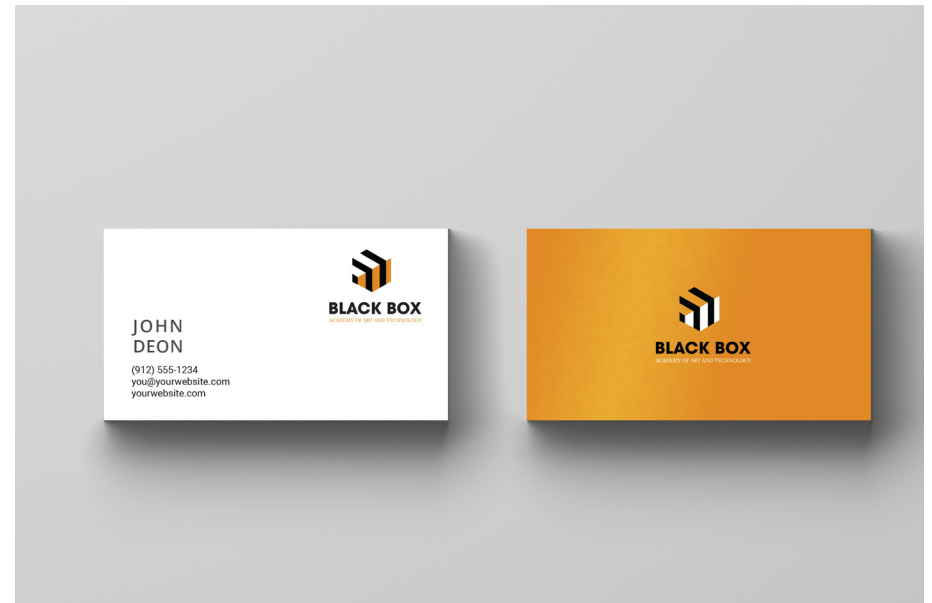 BLACK BOX
ACADEMY OF ART AND TECHNOLOGY
JOHN
DEON
(912) 555-1234
you@yourwebsite.com
yourwebsite.com
BLACK BOX
ACADEMY OF ART AND TECHNOLOGY